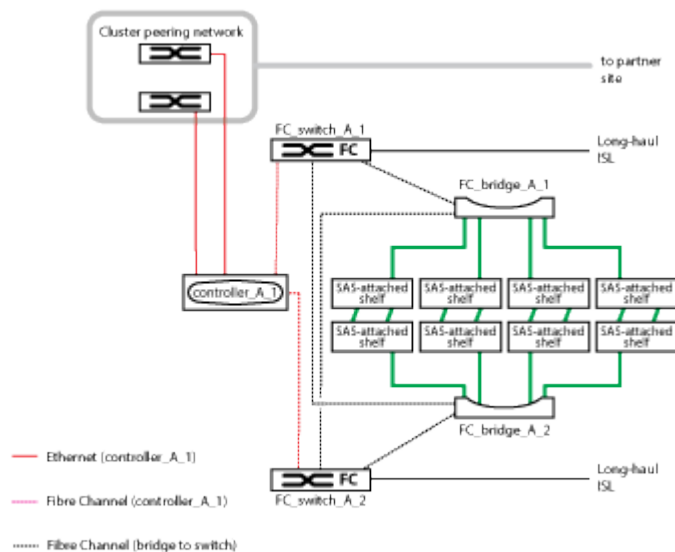 Cluster peering network
to partner
site
FC_switch_A_1
FC
Long-haul
ISL
FC_bridge_A_1
controller_A_1
SAS-attached
shelf
SAS-attached
shelf
SAS-attached
shelf
SAS-attached
shelf
SAS-attached
shelf
SAS-attached
shelf
SAS-attached
shelf
SAS-attached
shelf
FC_bridge_A_2
Ethernet (controller_A_1)
FC
Long-haul
ISL
Fibre Channel (controller_A_1)
FC_switch_A_2
Fibre Channel (bridge to switch)